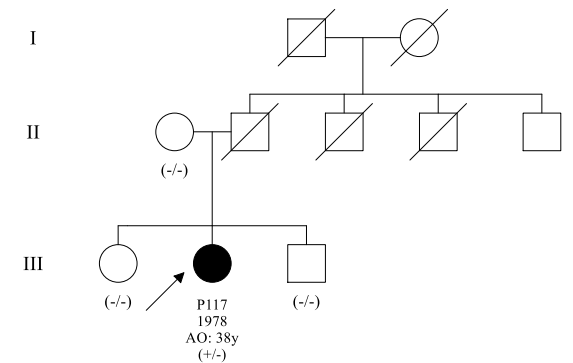 I
II
(-/-)
III
(-/-)
P117
1978
AO: 38y
(+/-)
(-/-)